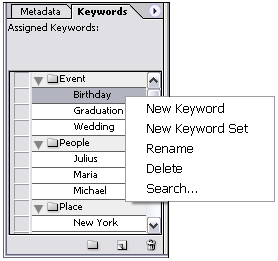 Metadata
Keywords
Assigned Keywords:
Event
Birthday
Graduation
Wedding
People
Julius
Maria
Michael
Place
New York
New Keyword
New Keyword Set
Rename
Delete
Search...